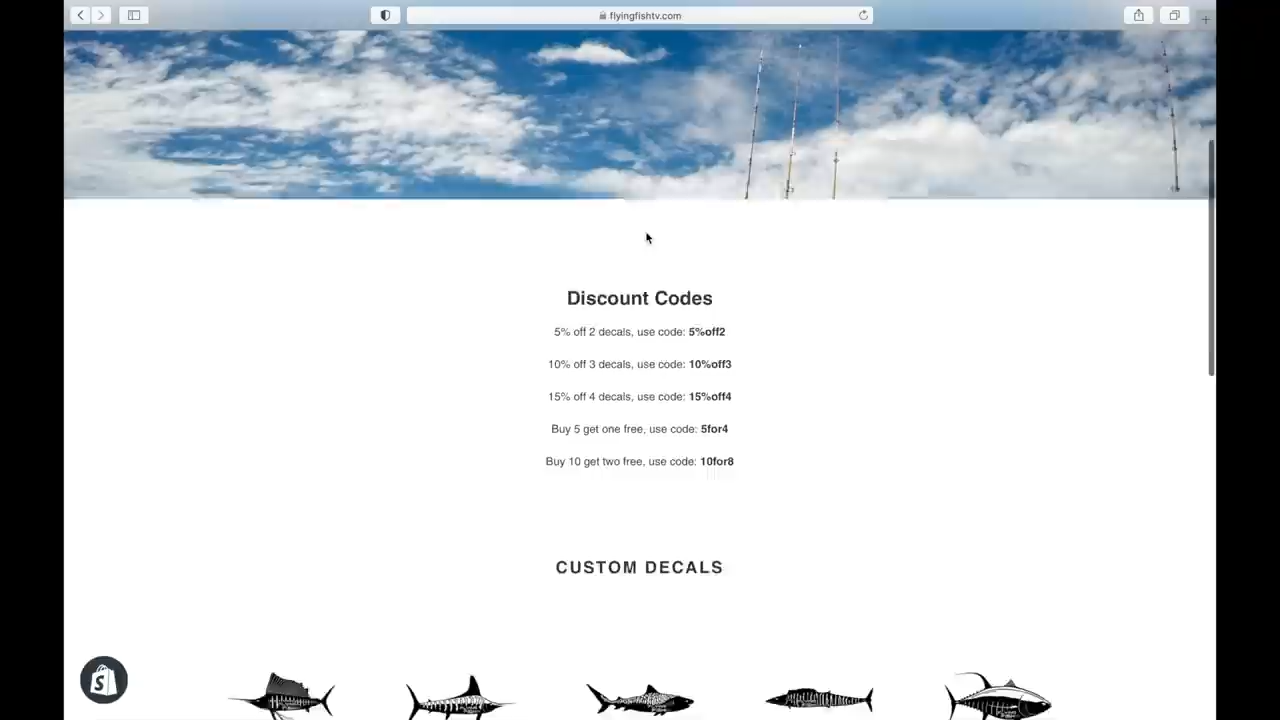 flyingfishtv.com
Discount Codes
5% off 2 decals, use code: 5%off2
10% off 3 decals, use code: 10%off3
15% off 4 decals, use code: 15%off4
Buy 5 get one free, use code: 5for4
Buy 10 get two free, use code: 10for8
CUSTOM DECALS